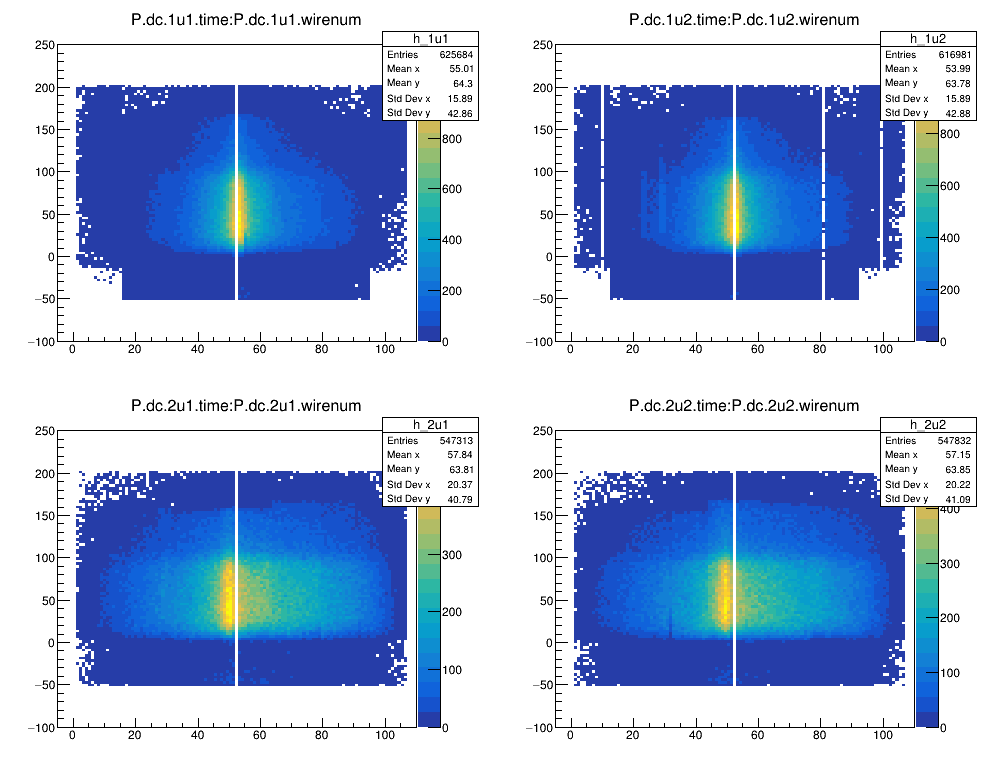 P.dc.1u1.time:P.dc.1u1.wirenum
h_1u1
Entries 625684
Mean x 55.01
Mean y 64.3
Std Dev x 15.89
Std Dev y 42.86
250
200
150
100
50
0
−50
−100
0 20 40 60 80 100
800
600
400
200
0
P.dc.1u2.time:P.dc.1u2.wirenum
h_1u2
Entries 616981
Mean x 53.99
Mean y 63.78
Std Dev x 15.89
Std Dev y 42.88
250
200
150
100
50
0
−50
−100
0 20 40 60 80 100
800
600
400
200
0
P.dc.2u1.time:P.dc.2u1.wirenum
h_2u1
Entries 547313
Mean x 57.84
Mean y 63.81
Std Dev x 20.37
Std Dev y 40.79
250
200
150
100
50
0
−50
−100
0 20 40 60 80 100
300
200
100
0
P.dc.2u2.time:P.dc.2u2.wirenum
h_2u2
Entries 547832
Mean x 57.15
Mean y 63.85
Std Dev x 20.22
Std Dev y 41.09
250
200
150
100
50
0
−50
−100
0 20 40 60 80 100
400
300
200
100
0